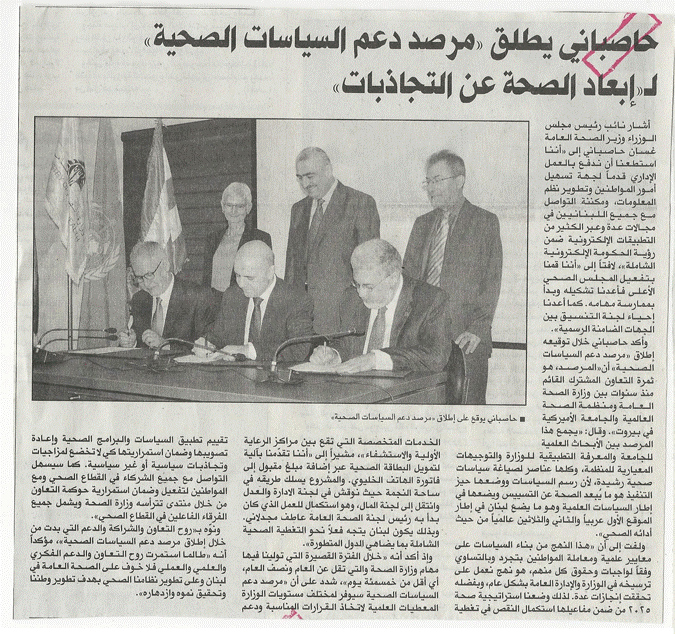 حاصباني يطلق «مرصد دعم السياسات الصحية»
لـ«إبعاد الصحة عن التجاذبات»
أشار نائب رئيس مجلس
الوزراء وزير الصحة العامة
غسان حاصباني إلى «أننا
استطعنا أن ندفع بالعمل
الإداري قدماً لجهة تسهيل
أمور المواطنين وتطوير نظم
المعلومات، ومكننة التواصل
مع جميع اللبنانيين في
مجالات عدة وعبر الكثير من
التطبيقات الإلكترونية ضمن
رؤية الحكومة الإلكترونية
الشاملة»، لافتاً إلى «أننا قمنا
بتفعيل المجلس الصحي
الأعلى فأعدنا تشكيله وبدأ
بممارسة مهامه. كما أعدنا
إحياء لجنة التنسيق بين
الجهات الضامنة الرسمية».
وأكد حاصباني خلال توقيعه
إطلاق «مرصد دعم السياسات
الصحية» أن «المرصد، هو
ثمرة التعاون المشترك القائم
منذ سنوات بين وزارة الصحة
العامة ومنظمة الصحة
العالمية والجامعة الأميركية
في بيروت». وقال: «يجمع هذا
المرصد بين الأبحاث العلمية
للجامعة والمعرفة التطبيقية للوزارة والتوجيهات
المعيارية للمنظمة، وكلها عناصر لصياغة سياسات
صحية رشيدة، لأن رسم السياسات ووضعها حيز
التنفيذ هو ما يبعد الصحة عن التسييس ويضعها في
إطار السياسات العلمية وهو ما يضع لبنان في
الموقع الأول عربياً والثاني والثلاثين عالمياً من حيث
أدائه الصحي».
ولفت إلى أن «هذا النهج من بناء السياسات على
معايير علمية ومعاملة المواطنين بتجرد وبالتساوي
وفقاً لواجبات وحقوق كل منهم، هو نهج نعمل على
ترسيخه في الوزارة والإدارة العامة بشكل عام، وبفضله
تحققت إنجازات عدة. لذلك وضعنا استراتيجية صحة
٢٠٢٥ من ضمن مفاعيلها استكمال النقص في تغطية
■ حاصباني يوقع على إطلاق «مرصد دعم السياسات الصحية»
الخدمات المتخصصة التي تقع بين مراكز الرعاية
الأولية والاستشفاء»، مشيراً إلى «أننا تقدمنا بآلية
لتمويل البطاقة الصحية عبر إضافة مبلغ مقبول إلى
فاتورة الهاتف الخليوي. والمشروع يسلك طريقه في
ساحة النجمة حيث نوقش في لجنة الادارة والعدل
وانتقل إلى لجنة المال، وهو استكمال للعمل الذي كان
بدأ به رئيس لجنة الصحة العامة عاطف مجدلاني.
وبذلك يكون لبنان يتجه فعلاً نحو التغطية الصحية
الشاملة بما يضاهي الدول المتطورة».
وإذ أكد أنه «خلال الفترة القصيرة التي تولينا فيها
مهام وزارة الصحة والتي تقل عن العام ونصف العام،
أي أقل من خمسمئة يوم»، شدد على أن «مرصد دعم
السياسات الصحية سيوفر لمختلف مستويات الوزارة
المعطيات العلمية لاتخاذ القرارات المناسبة ودعم
تقييم تطبيق السياسات والبرامج الصحية وإعادة
تصويبها وضمان استمراريتها كي لا تخضع لمزاجيات
وتجاذبات سياسية أو غير سياسية. كما سيسهل
التواصل مع جميع الشركاء في القطاع الصحي ومع
المواطنين لتفعيل وضمان استمرارية حوكمة التعاون
من خلال منتدى تترأسه وزارة الصحة ويشمل جميع
الفرقاء الفاعلين في القطاع الصحي».
ونوّه بـ«روح التعاون والشراكة والدعم التي بدت من
خلال إطلاق مرصد دعم السياسات الصحية»، مؤكداً
أنه «طالما استمرت روح التعاون والدعم الفكري
والعلمي والعملي فلا خوف على الصحة العامة في
لبنان وعلى تطوير نظامنا الصحي بهدف تطوير وطننا
وتحقيق نموه وازدهاره».